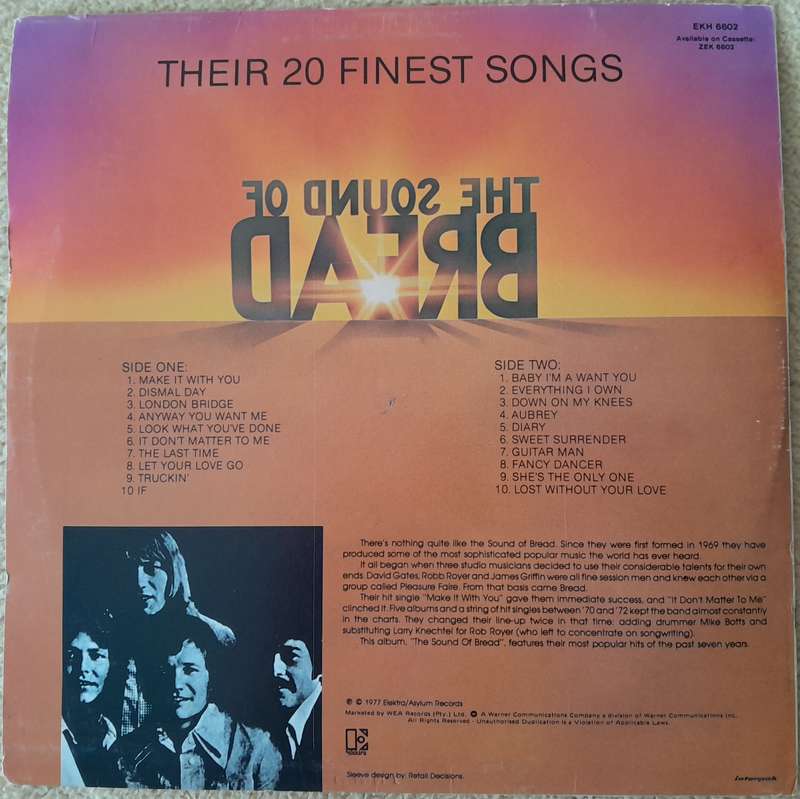 EKH 6602
Available on Cassette:
ZEK 6603
THEIR 20 FINEST SONGS
THE SOUND OF
BREAD
SIDE ONE:
1. MAKE IT WITH YOU
2. DISMAL DAY
3. LONDON BRIDGE
4. ANYWAY YOU WANT ME
5. LOOK WHAT YOU'VE DONE
6. IT DON'T MATTER TO ME
7. THE LAST TIME
8. LET YOUR LOVE GO
9. TRUCKIN'
10 IF
SIDE TWO:
1. BABY I'M A WANT YOU
2. EVERYTHING I OWN
3. DOWN ON MY KNEES
4. AUBREY
5. DIARY
6. SWEET SURRENDER
7. GUITAR MAN
8. FANCY DANCER
9. SHE'S THE ONLY ONE
10. LOST WITHOUT YOUR LOVE
There's nothing quite like the Sound of Bread. Since they were first formed in 1969 they have
produced some of the most sophisticated popular music the world has ever heard.
It all began when three studio musicians decided to use their considerable talents for their own
ends. David Gates, Robb Royer and James Griffin were all fine session men and knew each other via a
group called Pleasure Faire. From that basis came Bread.
Their hit single "Make It With You" gave them immediate success, and "It Don't Matter To Me"
clinched it. Five albums and a string of hit singles between '70 and '72 kept the band almost constantly
in the charts. They changed their line-up twice in that time: adding drummer Mike Botts and
substituting Larry Knechtel for Rob Royer (who left to concentrate on songwriting).
This album, "The Sound Of Bread", features their most popular hits of the past seven years.
℗ © 1977 Elektra/Asylum Records
Marketed by WEA Records (Pty.) Ltd. A Warner Communications Company a division of Warner Communications Inc.
All Rights Reserved - Unauthorised Duplication is a Violation of Applicable Laws.
Sleeve design by: Retail Decisions.
interpak